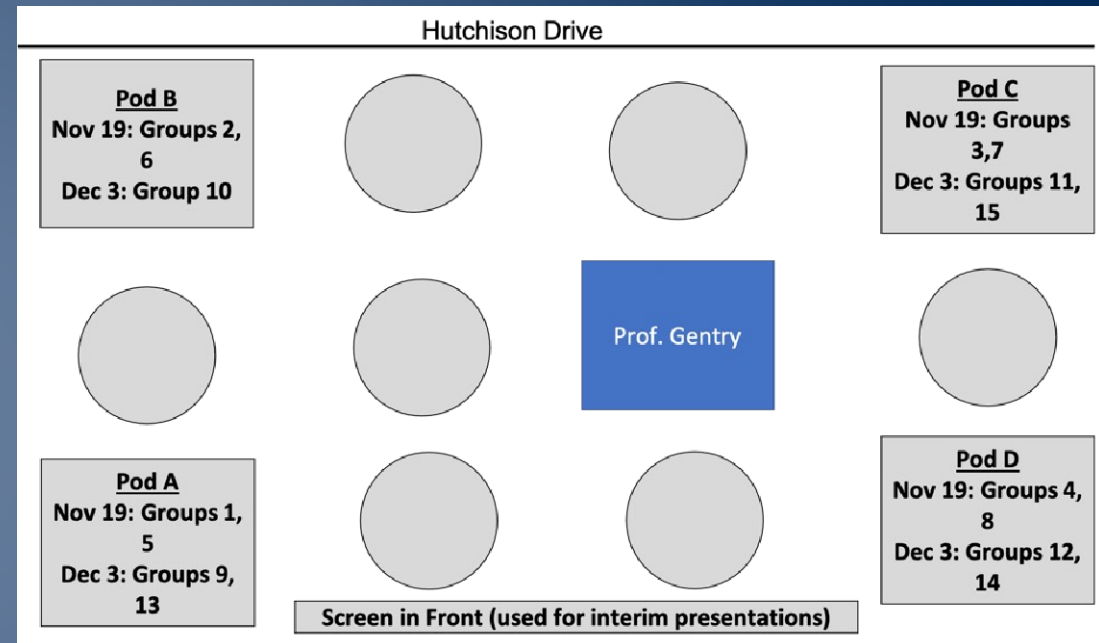 Hutchison Drive
Pod B
Nov 19: Groups 2,
6
Dec 3: Group 10
Pod C
Nov 19: Groups
3,7
Dec 3: Groups 11,
15
Prof. Gentry
Pod A
Nov 19: Groups 1,
5
Dec 3: Groups 9,
13
Pod D
Nov 19: Groups 4,
8
Dec 3: Groups 12,
14
Screen in Front (used for interim presentations)